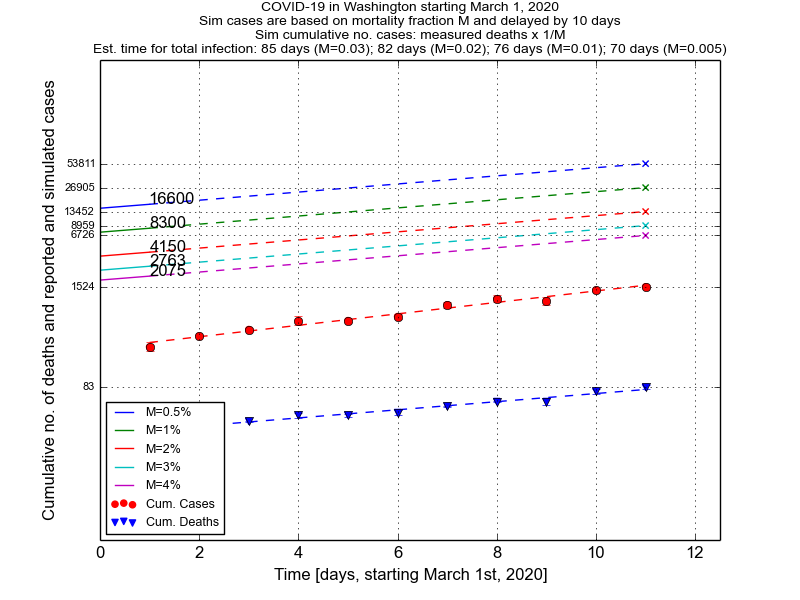 COVID-19 in Washington starting March 1, 2020
Sim cases are based on mortality fraction M and delayed by 10 days
Sim cumulative no. cases: measured deaths x 1/M
Est. time for total infection: 85 days (M=0.03); 82 days (M=0.02); 76 days (M=0.01); 70 days (M=0.005)
Cumulative no. of deaths and reported and simulated cases
53811
26905
13452
8959
6726
1524
83
16600
8300
4150
2763
2075
M=0.5%
M=1%
M=2%
M=3%
M=4%
Cum. Cases
Cum. Deaths
0 2 4 6 8 10 12
Time [days, starting March 1st, 2020]